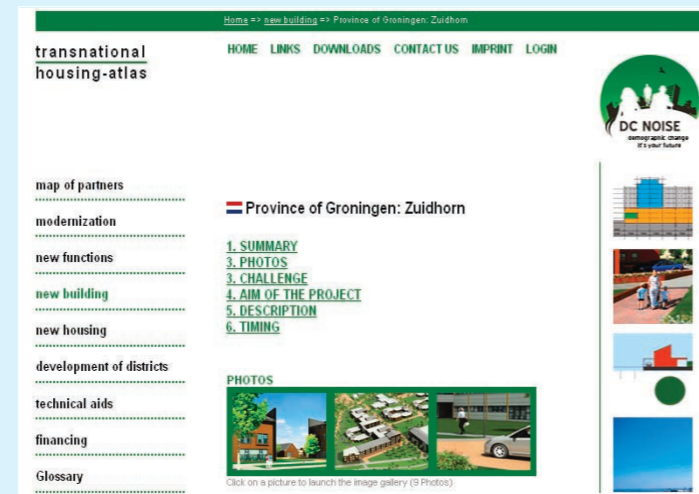 Home => new building => Province of Groningen: Zuidhorn
transnational
housing-atlas
HOME LINKS DOWNLOADS CONTACT US IMPRINT LOGIN
DC NOISE
demographic change
it's your future
map of partners
modernization
new functions
new building
new housing
development of districts
technical aids
financing
Glossary
Province of Groningen: Zuidhorn
1. SUMMARY
3. PHOTOS
3. CHALLENGE
4. AIM OF THE PROJECT
5. DESCRIPTION
6. TIMING
PHOTOS
Click on a picture to launch the image gallery (9 Photos)